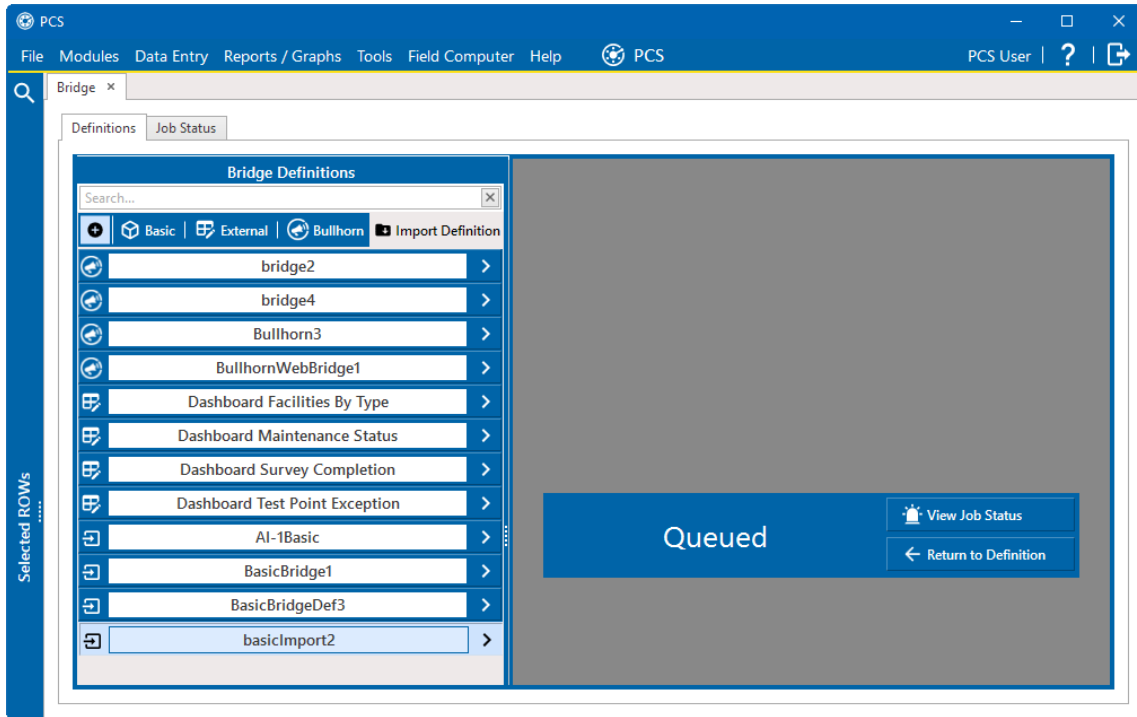 PCS
File Modules Data Entry Reports / Graphs Tools Field Computer Help PCS PCS User | ? |
Bridge ×
Definitions Job Status
Selected ROWs
Bridge Definitions
Search...
Basic | External | Bullhorn Import Definition
bridge2
bridge4
Bullhorn3
BullhornWebBridge1
Dashboard Facilities By Type
Dashboard Maintenance Status
Dashboard Survey Completion
Dashboard Test Point Exception
AI-1Basic
BasicBridge1
BasicBridgeDef3
basicImport2
Queued
View Job Status
Return to Definition